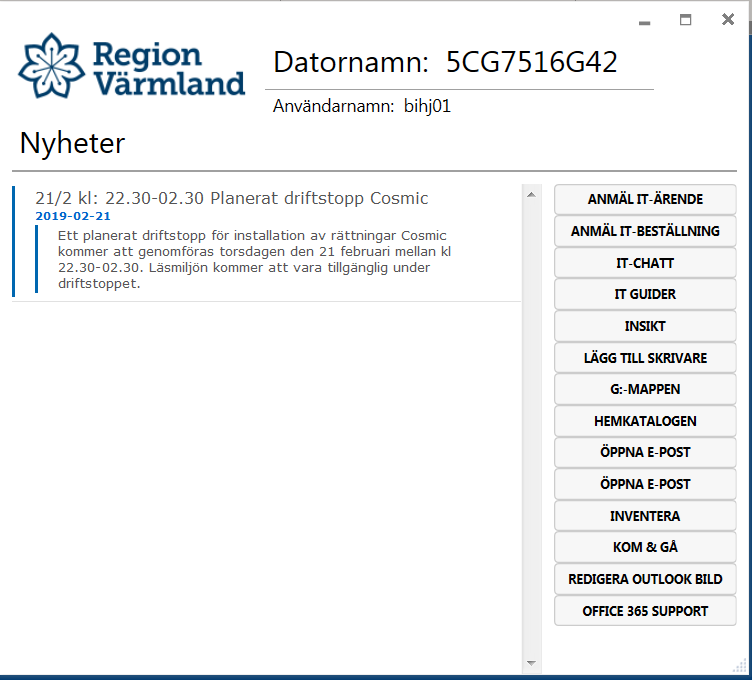 Region
Värmland
Datornamn: 5CG7516G42
Användarnamn: bihj01
Nyheter
21/2 kl: 22.30-02.30 Planerat driftstopp Cosmic
2019-02-21
Ett planerat driftstopp för installation av rättningar Cosmic
kommer att genomföras torsdagen den 21 februari mellan kl
22.30-02.30. Läsmiljön kommer att vara tillgänglig under
driftstoppet.
ANMÄL IT-ÄRENDE
ANMÄL IT-BESTÄLLNING
IT-CHATT
IT GUIDER
INSIKT
LÄGG TILL SKRIVARE
G:-MAPPEN
HEMKATALOGEN
ÖPPNA E-POST
ÖPPNA E-POST
INVENTERA
KOM & GÅ
REDIGERA OUTLOOK BILD
OFFICE 365 SUPPORT